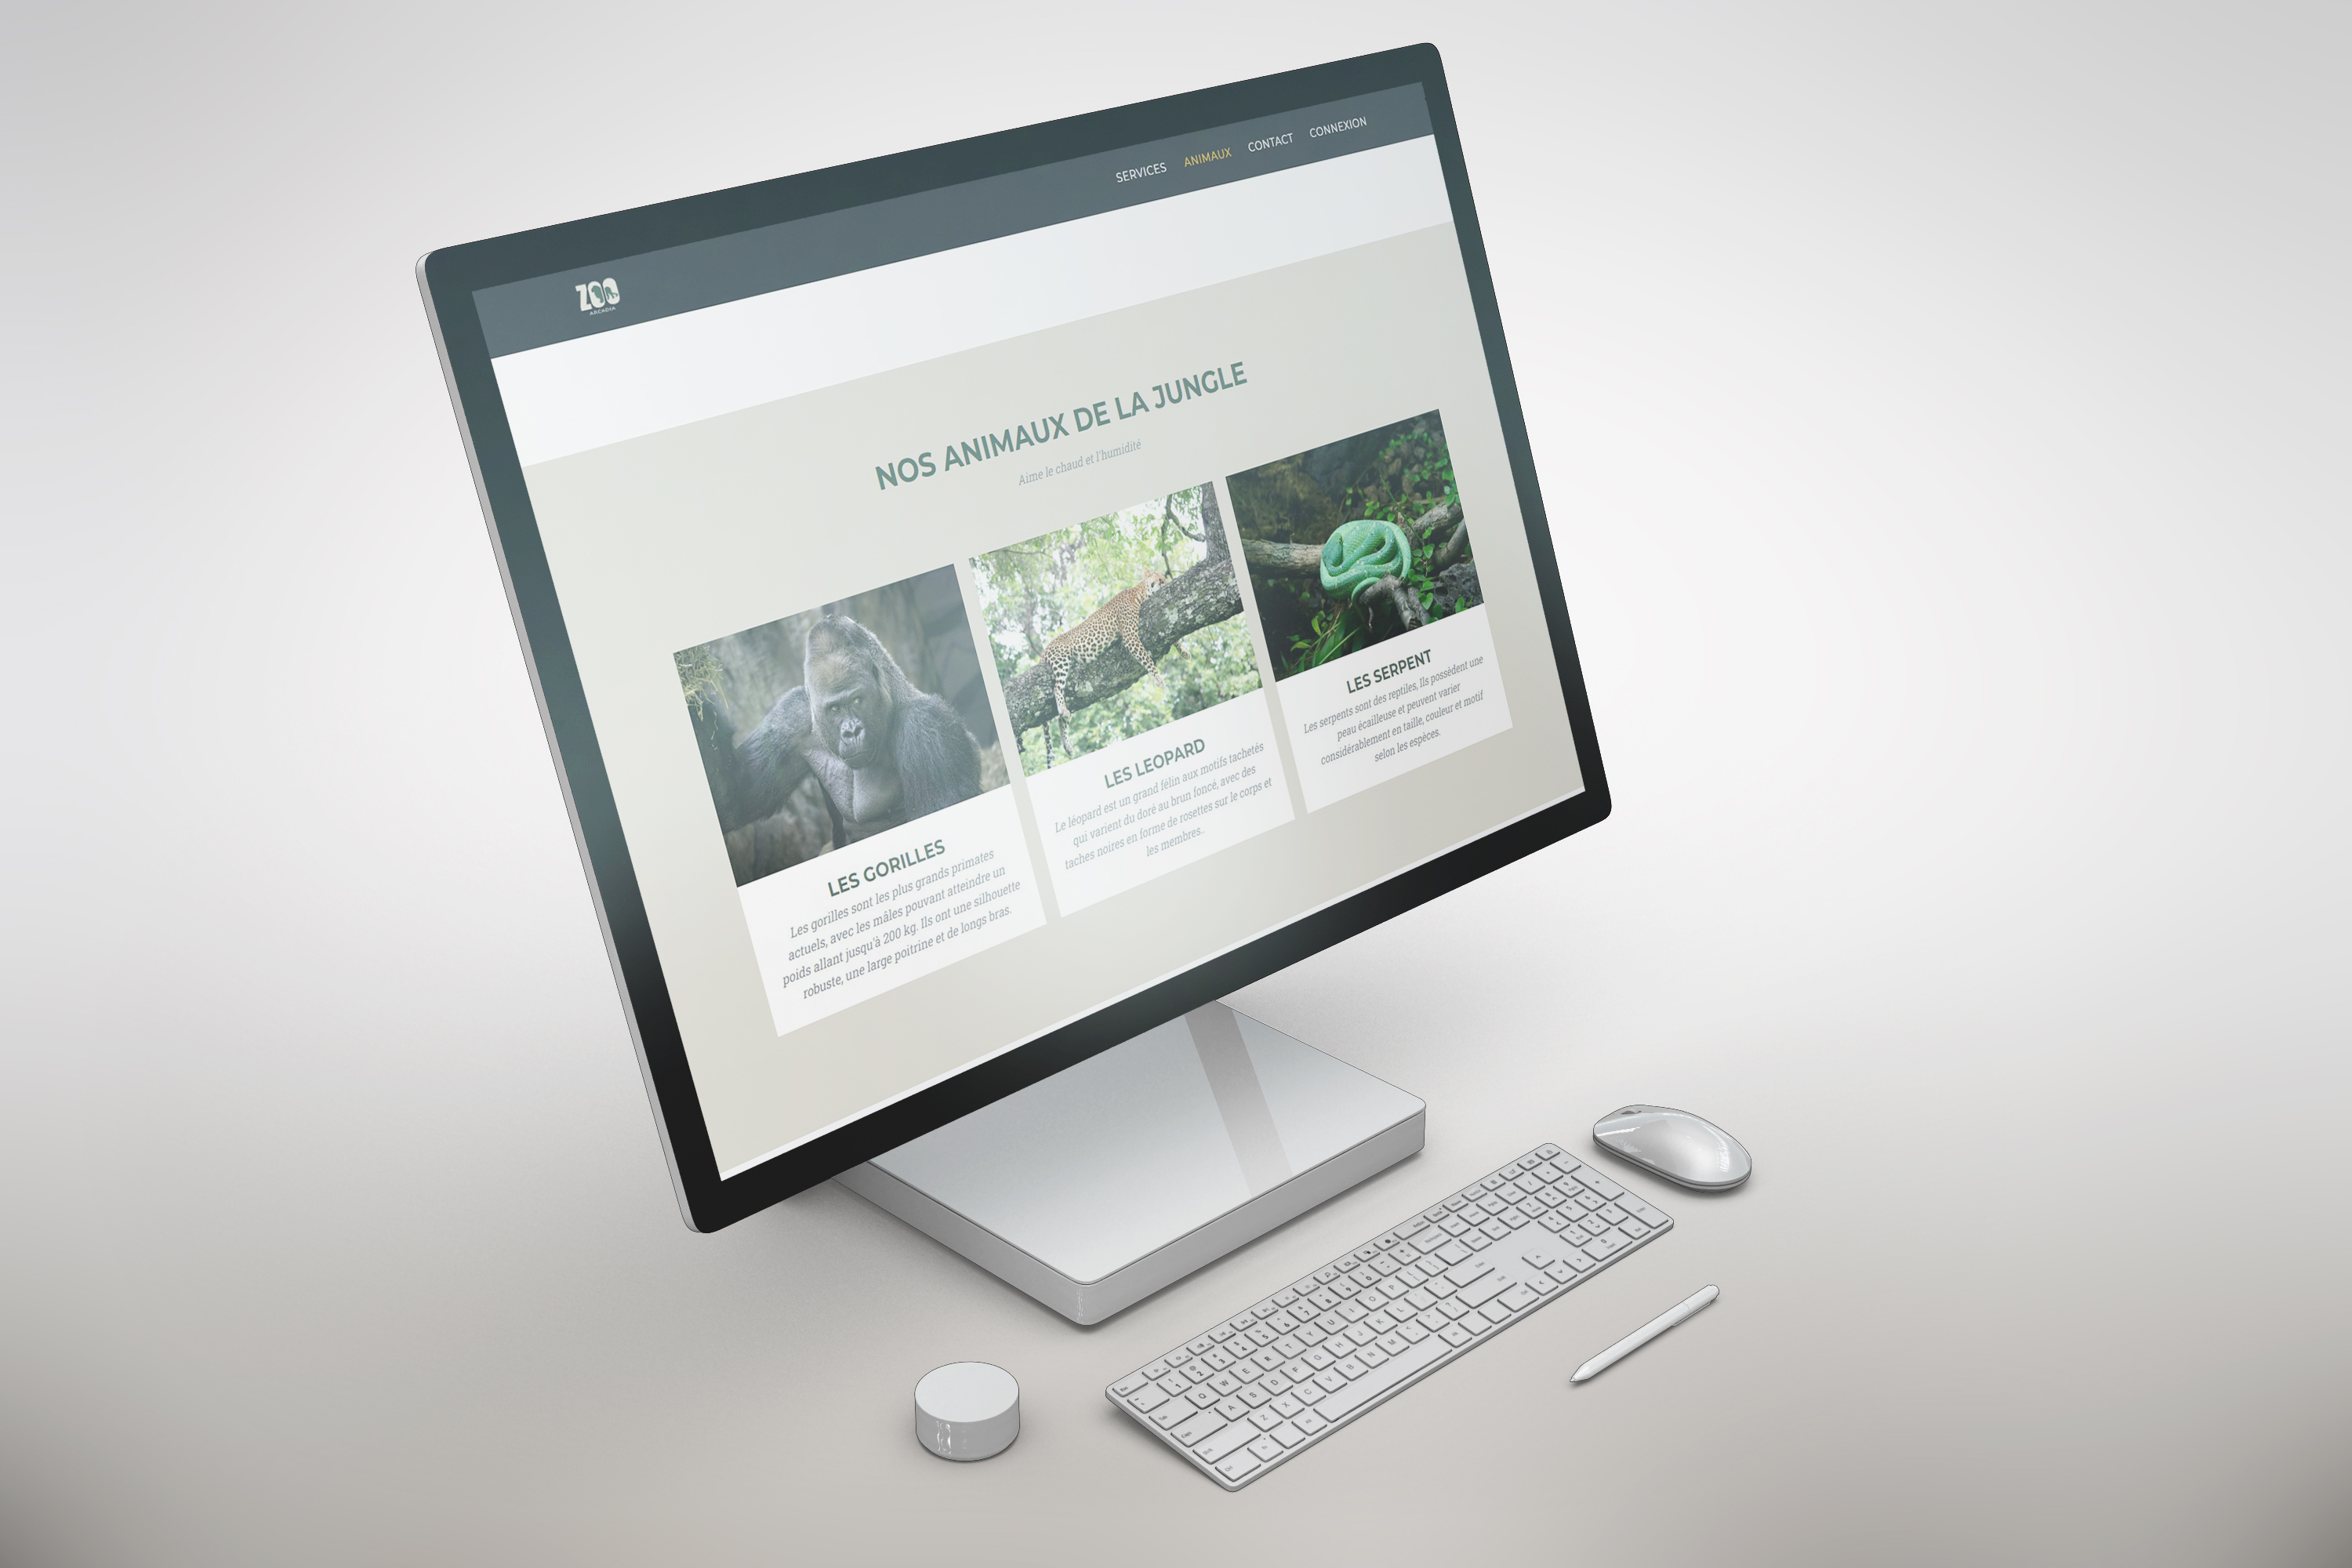 ZOO
ARCADIA
SERVICES ANIMAUX CONTACT CONNEXION
NOS ANIMAUX DE LA JUNGLE
Aime le chaud et l'humidité
LES GORILLES
Les gorilles sont les plus grands primates
actuels, avec les mâles pouvant atteindre un
poids allant jusqu'à 200 kg. Ils ont une silhouette
robuste, une large poitrine et de longs bras.
LES LEOPARD
Le léopard est un grand félin aux motifs tachetés
qui varient du doré au brun foncé, avec des
taches noires en forme de rosettes sur le corps et
les membres..
LES SERPENT
Les serpents sont des reptiles, Ils possèdent une
peau écailleuse et peuvent varier
considérablement en taille, couleur et motif
selon les espèces.
Q W E R T Y U I O P
A S D F G H J K L
Z X C V B N M